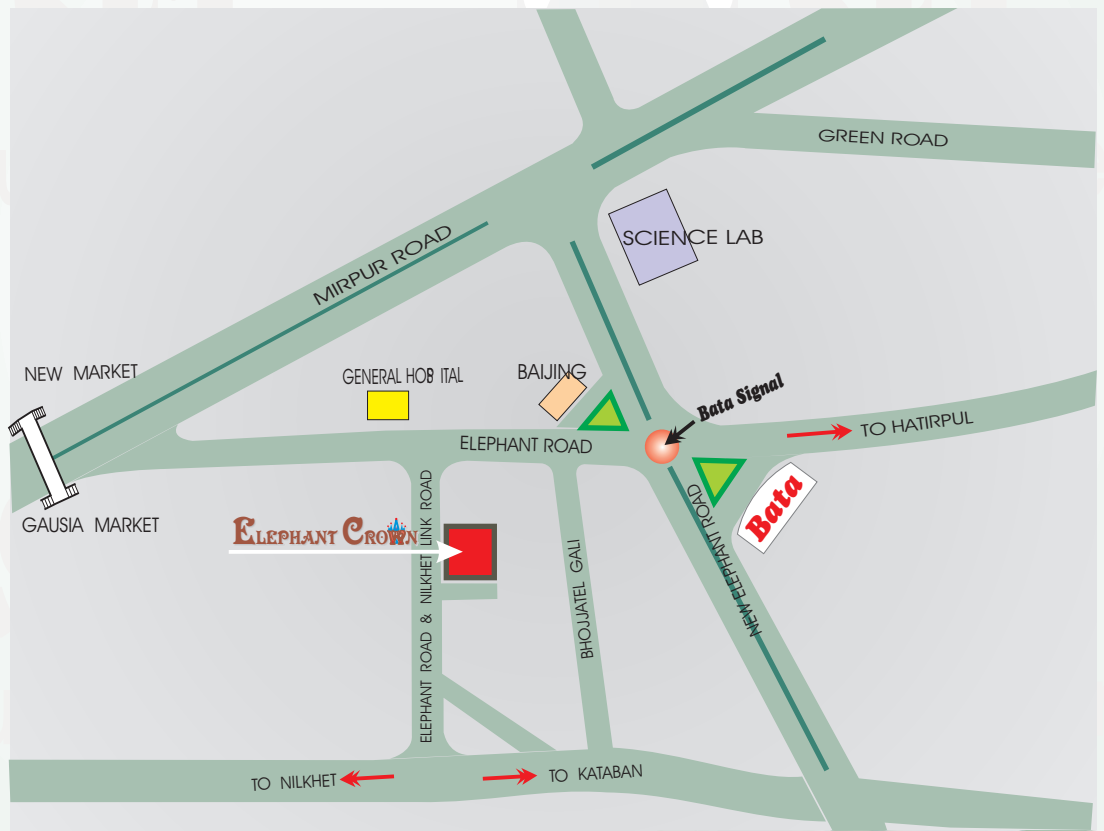 GREEN ROAD
SCIENCE LAB
MIRPUR ROAD
NEW MARKET
GENERAL HOB ITAL
BAIJING
Bata Signal
TO HATIRPUL
ELEPHANT ROAD
Bata
GAUSIA MARKET
ELEPHANT CROWN
ELEPHANT ROAD & NILKHET LINK ROAD
BHOJJATEL GALI
NEW ELEPHANT ROAD
TO NILKHET
TO KATABAN